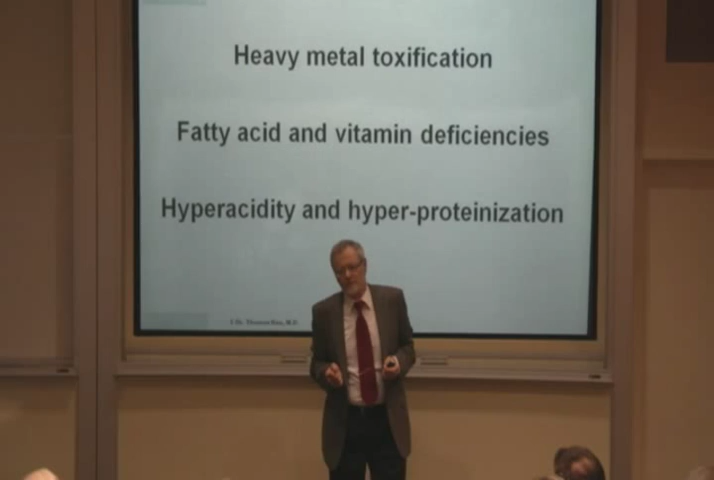 Heavy metal toxification
Fatty acid and vitamin deficiencies
Hyperacidity and hyper-proteinization